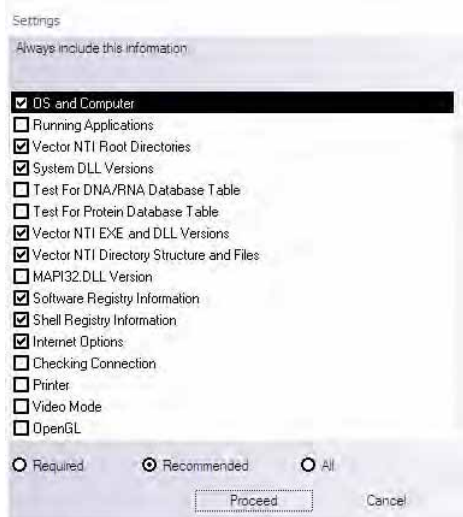 Settings
Always include this information
OS and Computer
Running Applications
Vector NTI Root Directories
System DLL Versions
Test For DNA/RNA Database Table
Test For Protein Database Table
Vector NTI EXE and DLL Versions
Vector NTI Directory Structure and Files
MAPI32.DLL Version
Software Registry Information
Shell Registry Information
Internet Options
Checking Connection
Printer
Video Mode
OpenGL
Required Recommended All
Proceed Cancel